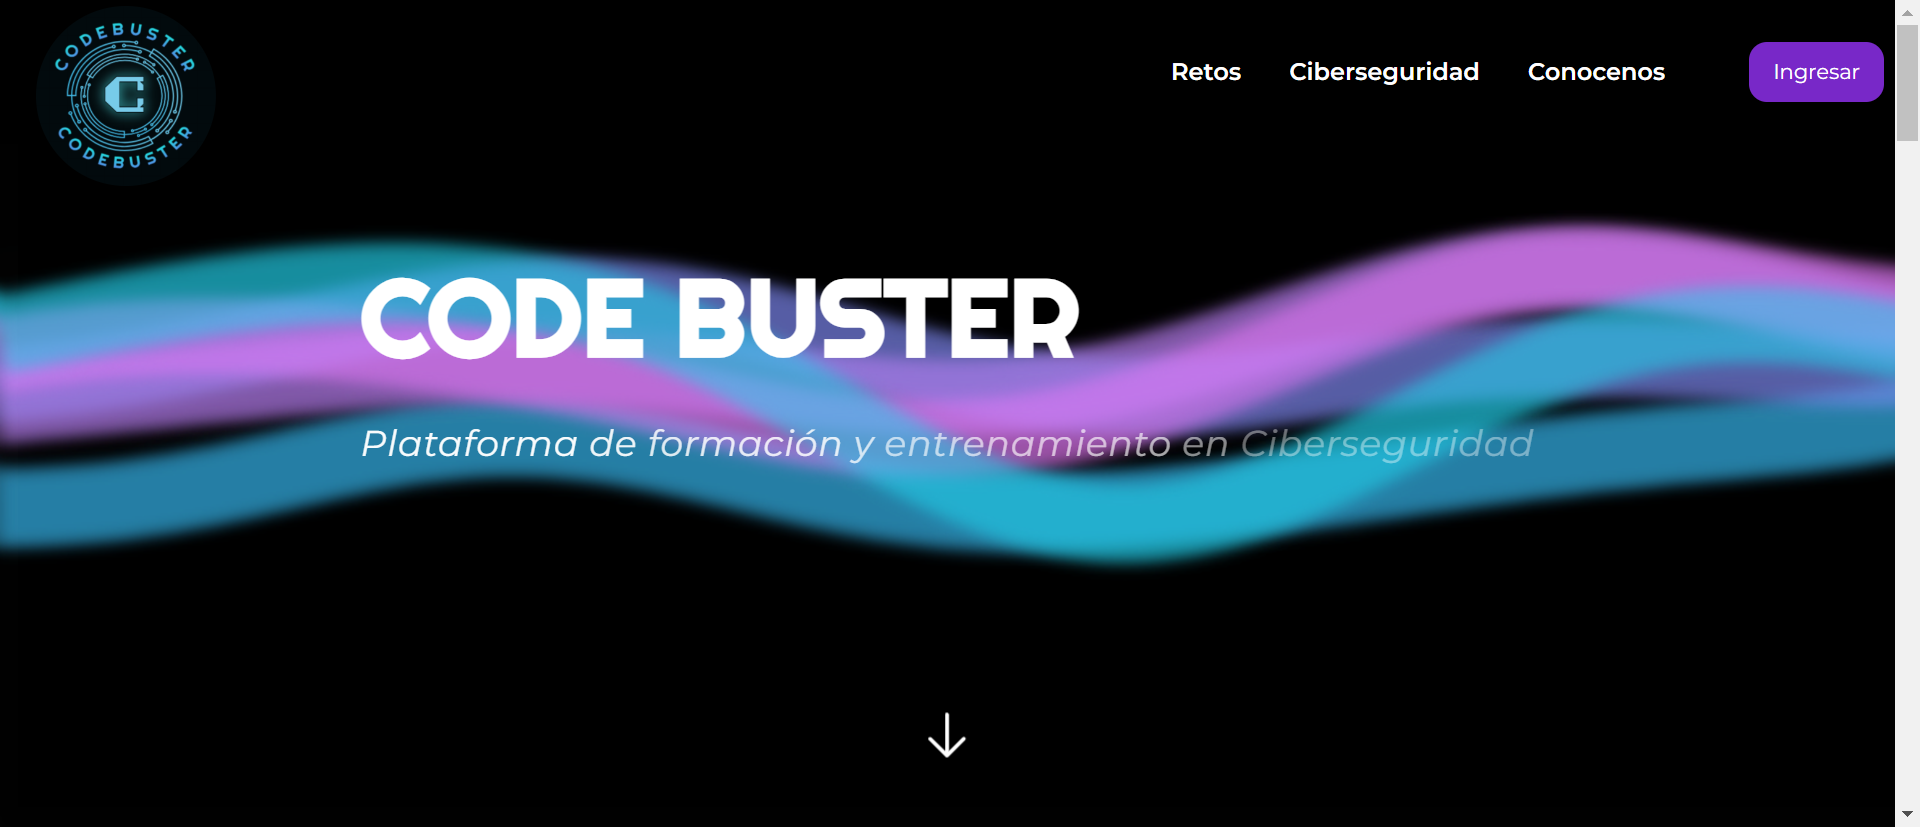 CODEBUSTER
C
CODEBUSTER
Retos Ciberseguridad Conocenos Ingresar
CODE BUSTER
Plataforma de formación y entrenamiento en Ciberseguridad